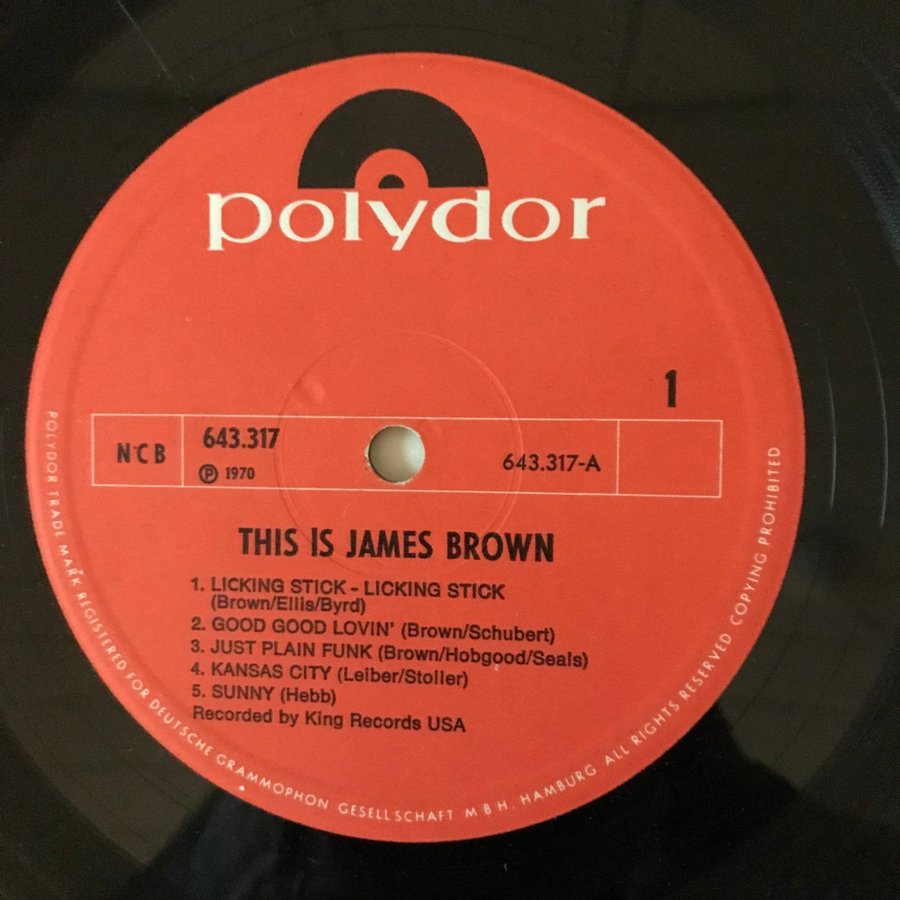 polydor
1
NCB
643.317
℗ 1970
643.317-A
THIS IS JAMES BROWN
1. LICKING STICK - LICKING STICK
(Brown/Ellis/Byrd)
2. GOOD GOOD LOVIN' (Brown/Schubert)
3. JUST PLAIN FUNK (Brown/Hobgood/Seals)
4. KANSAS CITY (Leiber/Stoller)
5. SUNNY (Hebb)
Recorded by King Records USA
POLYDOR TRADE MARK REGISTERED FOR DEUTSCHE GRAMMOPHON GESELLSCHAFT M B H. HAMBURG ALL RIGHTS RESERVED COPYING PROHIBITED